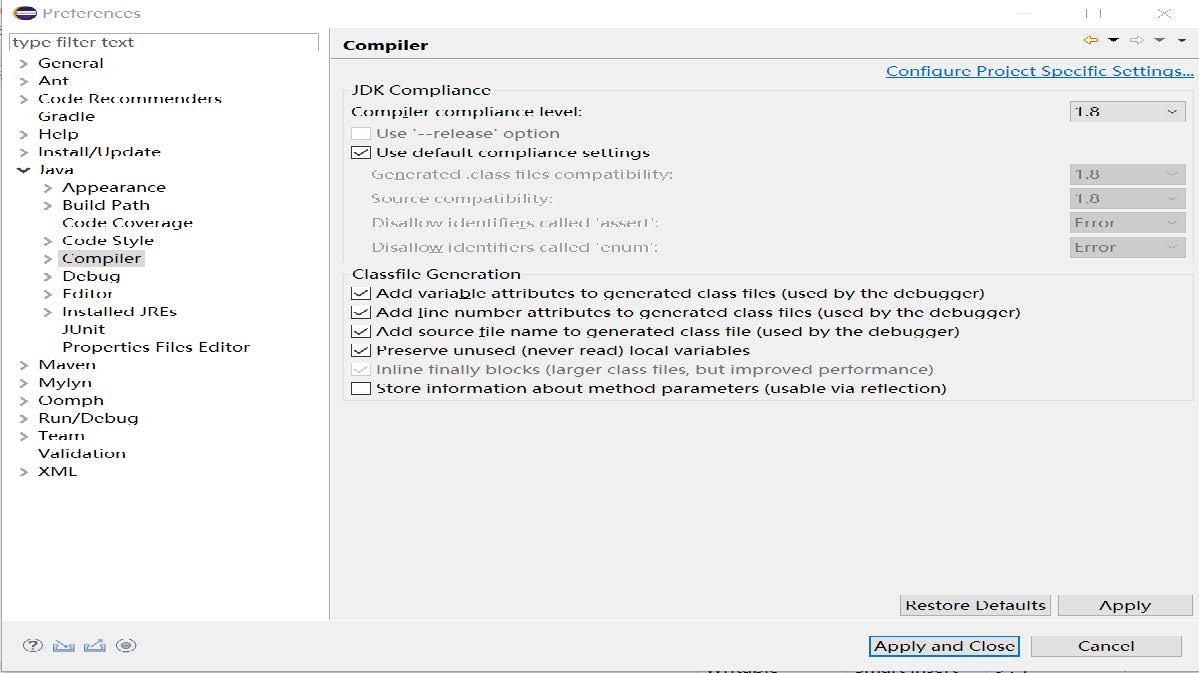 Preferences
type filter text
General
Ant
Code Recommenders
Gradle
Help
Install/Update
Java
Appearance
Build Path
Code Coverage
Code Style
Compiler
Debug
Editor
Installed JREs
JUnit
Properties Files Editor
Maven
Mylyn
Oomph
Run/Debug
Team
Validation
XML
Compiler
Configure Project Specific Settings...
JDK Compliance
Compiler compliance level: 1.8
Use '--release' option
Use default compliance settings
Generated .class files compatibility: 1.8
Source compatibility: 1.8
Disallow identifiers called 'assert': Error
Disallow identifiers called 'enum': Error
Classfile Generation
Add variable attributes to generated class files (used by the debugger)
Add line number attributes to generated class files (used by the debugger)
Add source file name to generated class file (used by the debugger)
Preserve unused (never read) local variables
Inline finally blocks (larger class files, but improved performance)
Store information about method parameters (usable via reflection)
Restore Defaults Apply
Apply and Close Cancel